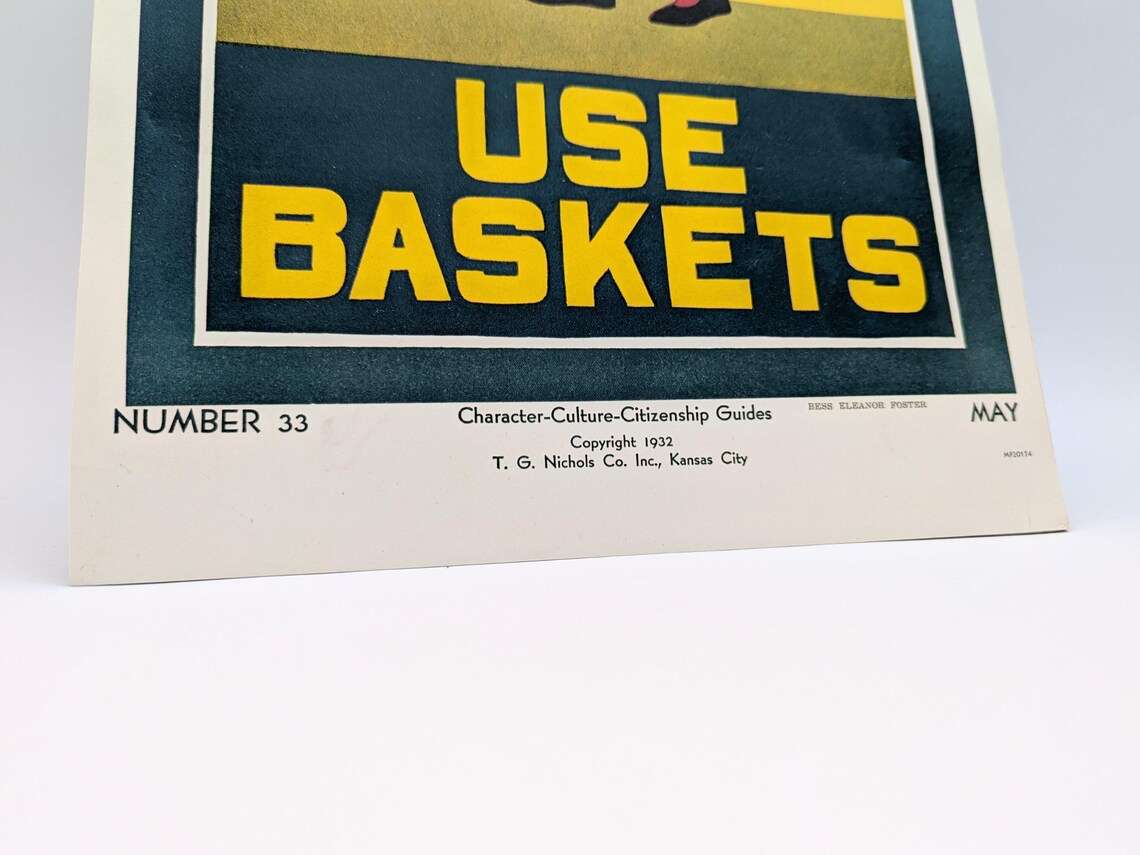 USE
BASKETS
NUMBER 33
Character-Culture-Citizenship Guides
BESS ELEANOR FOSTER
MAY
Copyright 1932
T. G. Nichols Co. Inc., Kansas City